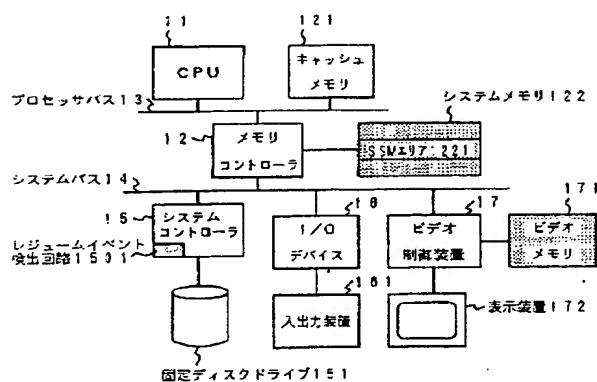 11
121
CPU
キャッシュ
メモリ
プロセッサバス13
システムメモリ122
12
メモリ
コントローラ
SSMエリア:221
システムバス14
15
システム
コントローラ
レジュームイベント
検出回路1501
16
I/O
デバイス
17
ビデオ
制御装置
171
ビデオ
メモリ
161
入出力装置
表示装置172
固定ディスクドライブ151